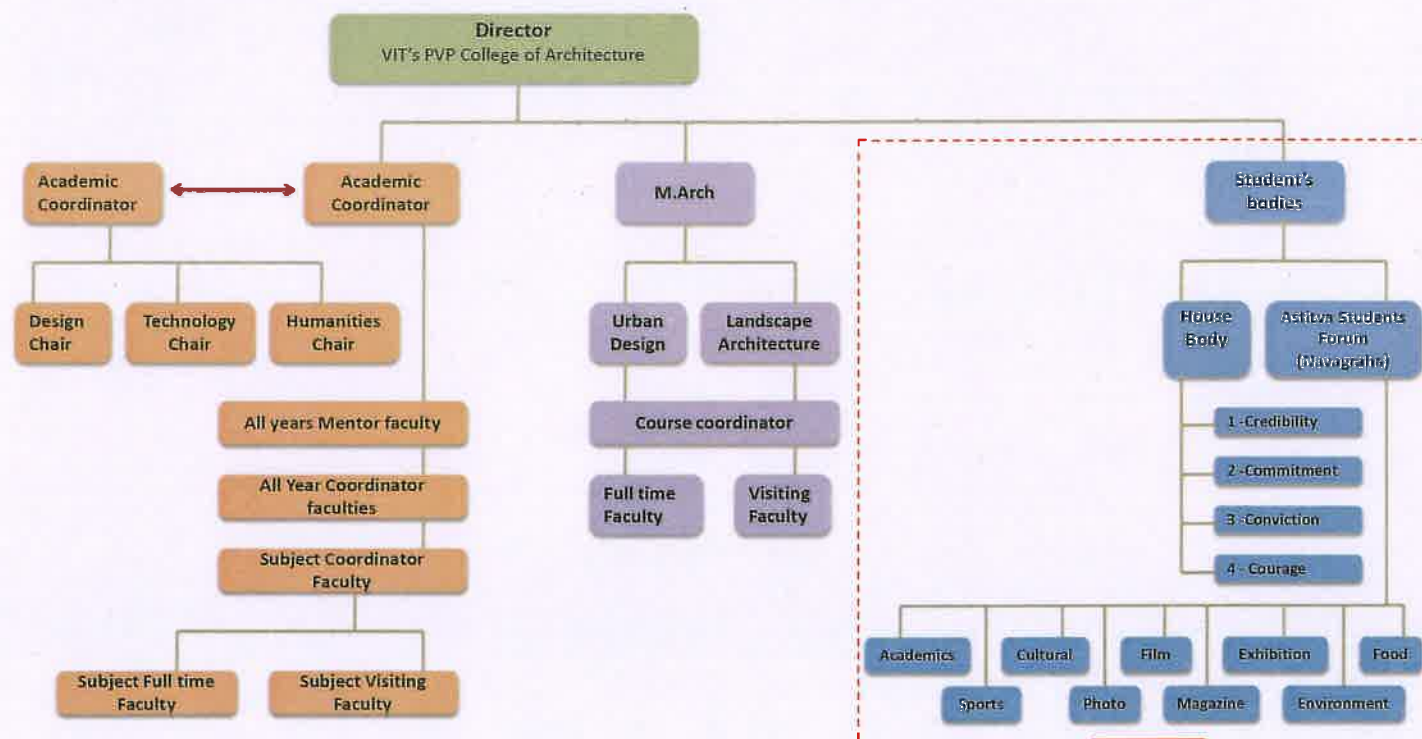 Director
VIT's PVP College of Architecture
Academic
Coordinator
Academic
Coordinator
M.Arch
Student's
bodies
Design
Chair
Technology
Chair
Humanities
Chair
Urban
Design
Landscape
Architecture
House
Body
Astitva Students
Forum
(Navagrahs)
All years Mentor faculty
Course coordinator
1 -Credibility
All Year Coordinator
faculties
Full time
Faculty
Visiting
Faculty
2 -Commitment
3 -Conviction
Subject Coordinator
Faculty
4 - Courage
Academics
Cultural
Film
Exhibition
Food
Subject Full time
Faculty
Subject Visiting
Faculty
Sports
Photo
Magazine
Environment